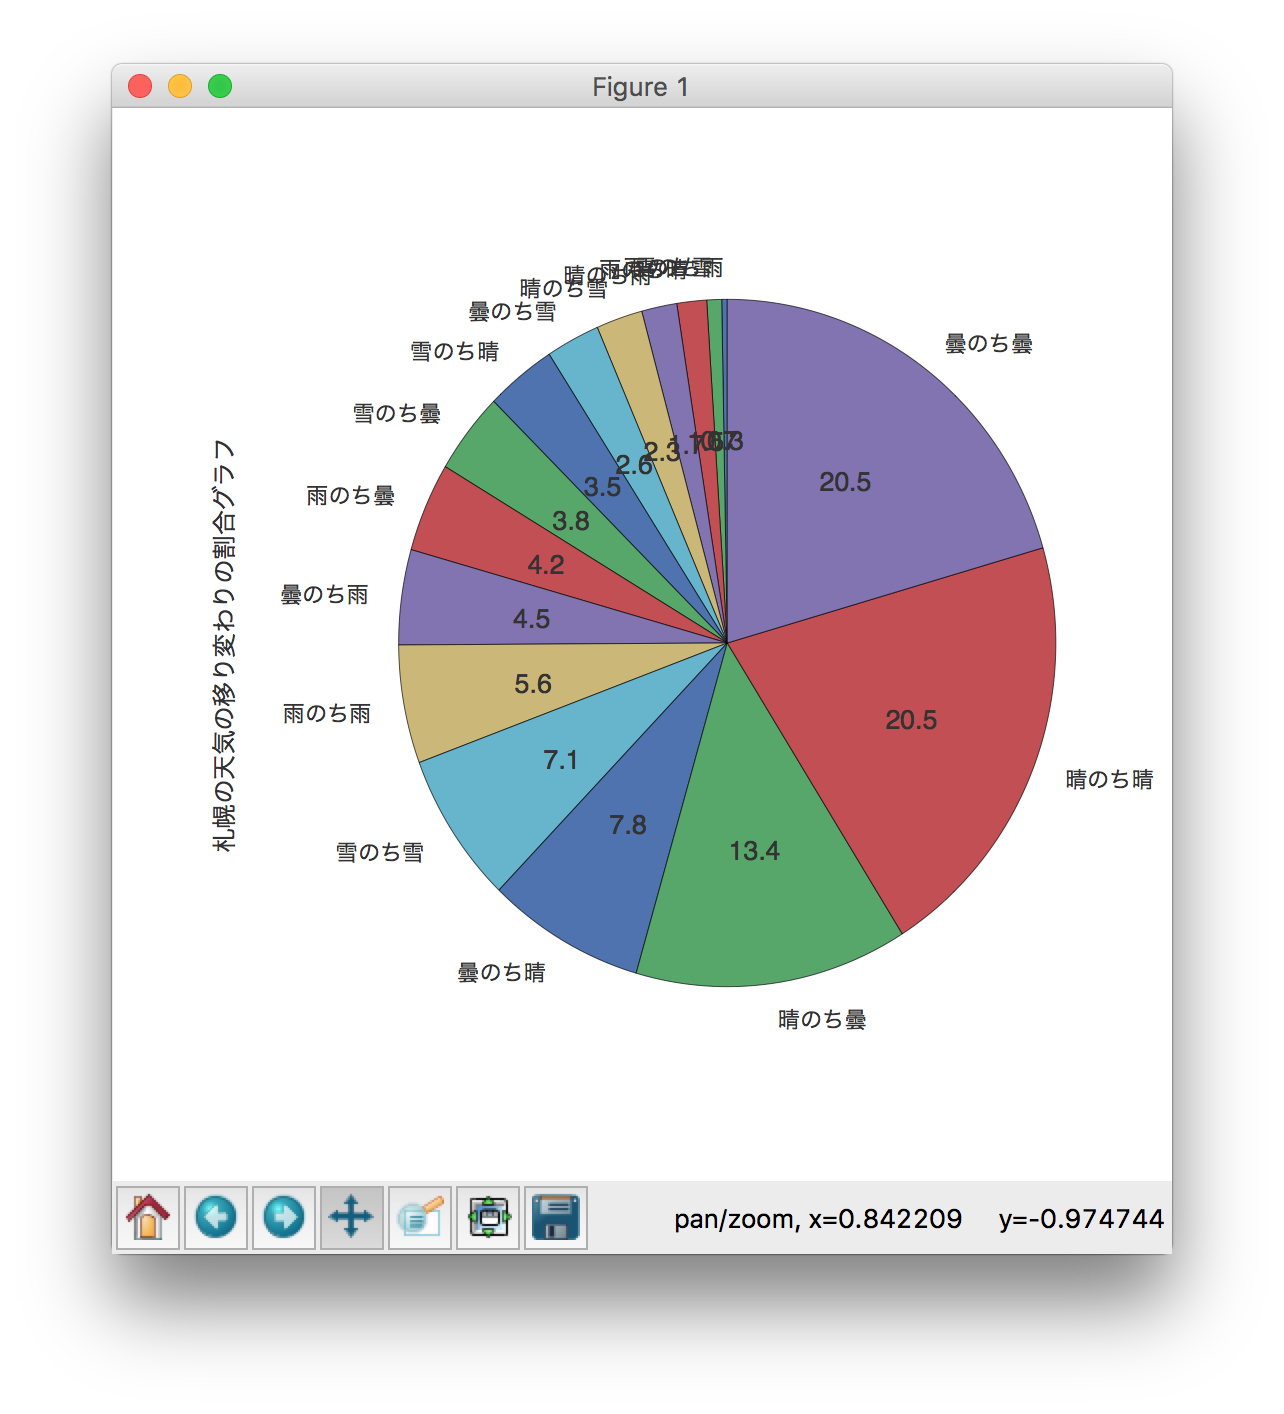 Figure 1
曇のち曇
晴のち雪
曇のち雪
雪のち晴
雪のち曇
雨のち曇
曇のち雨
雨のち雨
雪のち雪
曇のち晴
晴のち曇
晴のち晴
札幌の天気の移り変わりの割合グラフ
20.5
20.5
13.4
7.8
7.1
5.6
4.5
4.2
3.8
3.5
2.6
2.3
pan/zoom, x=0.842209 y=-0.974744